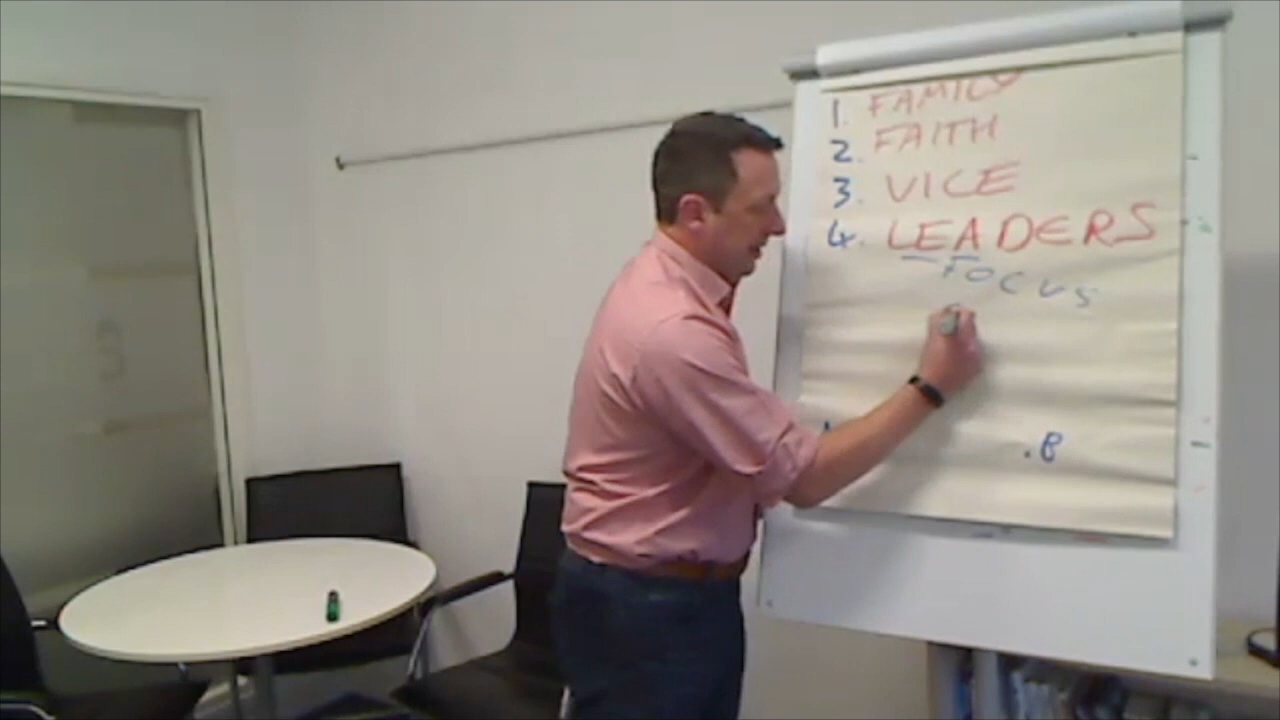 1. FAMILY
2. FAITH
3. VICE
4. LEADERS
FOCUS
. B